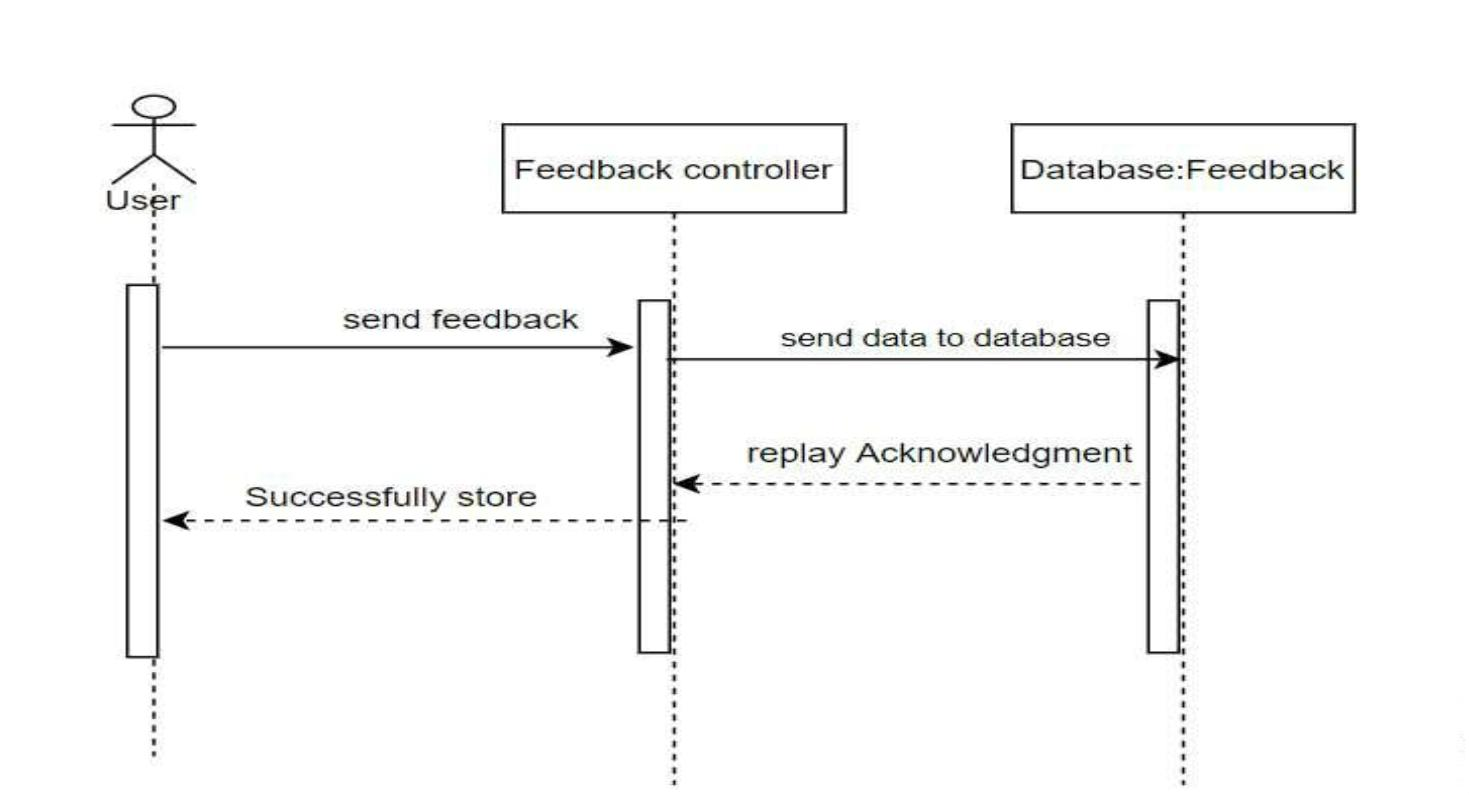 User
Feedback controller
Database:Feedback
send feedback
send data to database
replay Acknowledgment
Successfully store